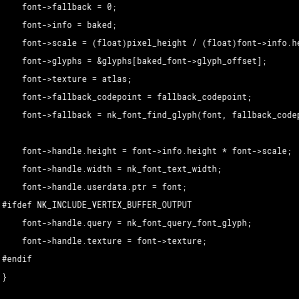 font->fallback = 0;
font->info = baked;
font->scale = (float)pixel_height / (float)font->info.he
font->glyphs = &glyphs[baked_font->glyph_offset];
font->texture = atlas;
font->fallback_codepoint = fallback_codepoint;
font->fallback = nk_font_find_glyph(font, fallback_codep
font->handle.height = font->info.height * font->scale;
font->handle.width = nk_font_text_width;
font->handle.userdata.ptr = font;
#ifdef NK_INCLUDE_VERTEX_BUFFER_OUTPUT
font->handle.query = nk_font_query_font_glyph;
font->handle.texture = font->texture;
#endif
}